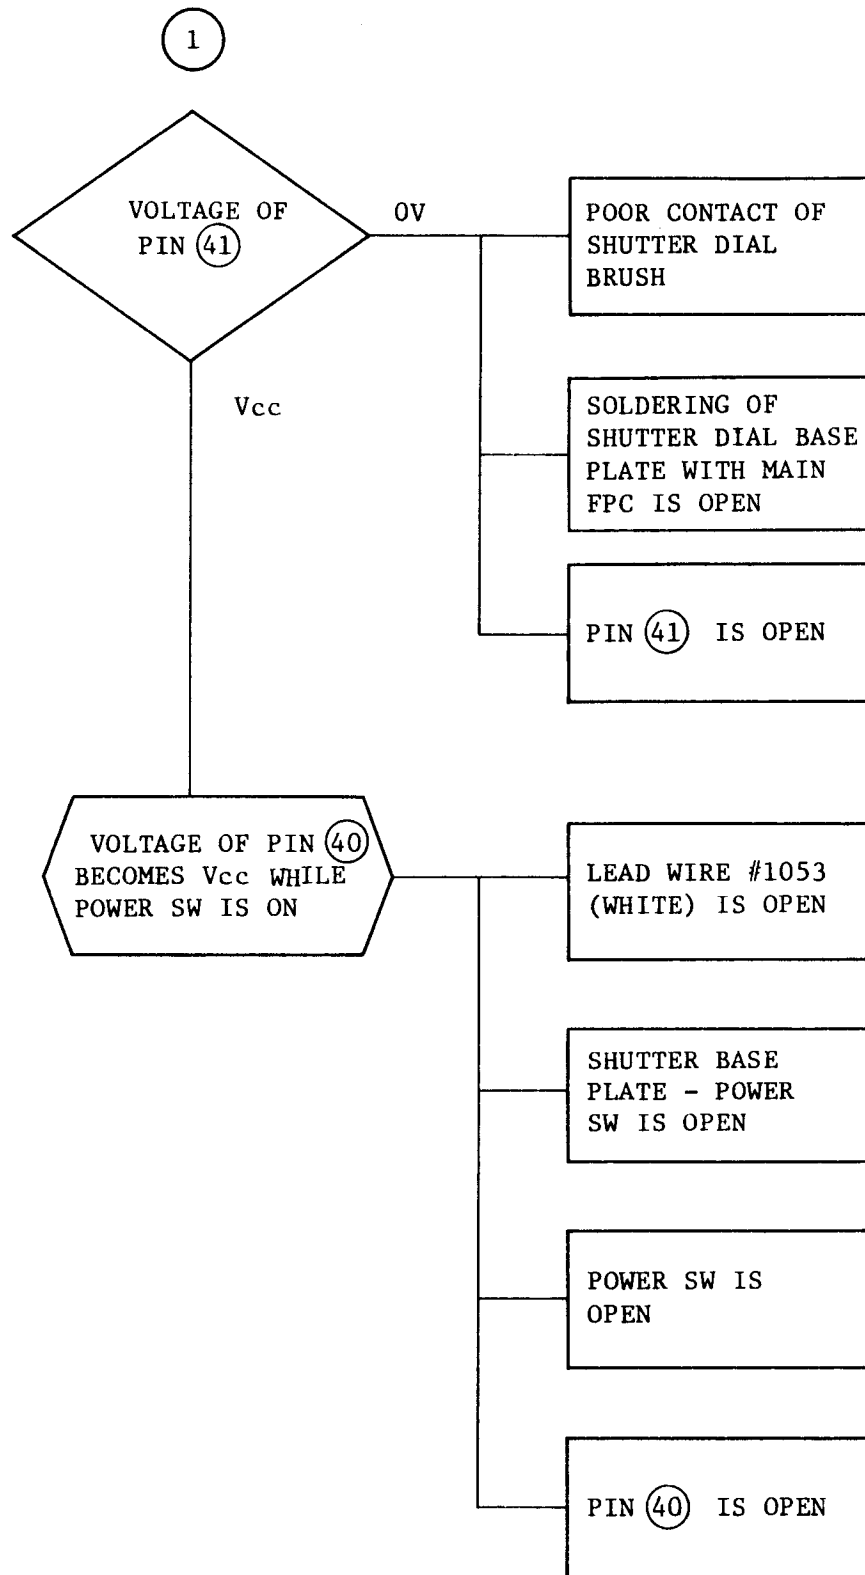 1
VOLTAGE OF
PIN 41
0V
POOR CONTACT OF
SHUTTER DIAL
BRUSH
Vcc
SOLDERING OF
SHUTTER DIAL BASE
PLATE WITH MAIN
FPC IS OPEN
PIN 41 IS OPEN
VOLTAGE OF PIN 40
BECOMES Vcc WHILE
POWER SW IS ON
LEAD WIRE #1053
(WHITE) IS OPEN
SHUTTER BASE
PLATE - POWER
SW IS OPEN
POWER SW IS
OPEN
PIN 40 IS OPEN